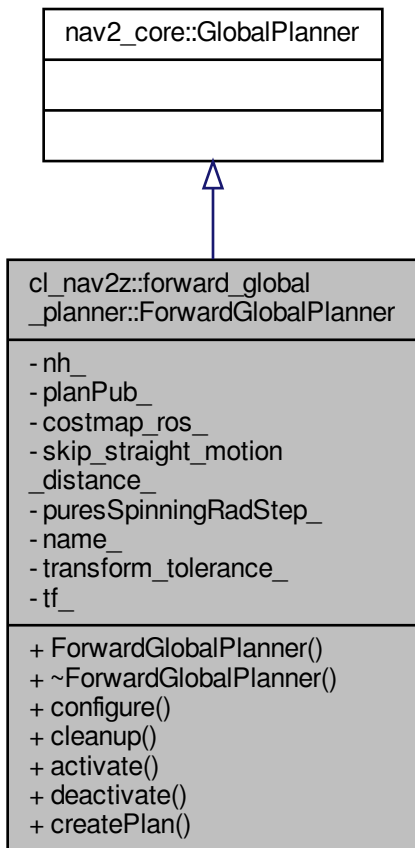 nav2_core::GlobalPlanner
cl_nav2z::forward_global
_planner::ForwardGlobalPlanner
- nh_
- planPub_
- costmap_ros_
- skip_straight_motion
_distance_
- puresSpinningRadStep_
- name_
- transform_tolerance_
- tf_
+ ForwardGlobalPlanner()
+ ~ForwardGlobalPlanner()
+ configure()
+ cleanup()
+ activate()
+ deactivate()
+ createPlan()